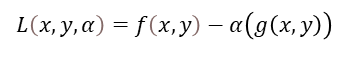 L(x, y, α) = f(x, y) − α(g(x, y))